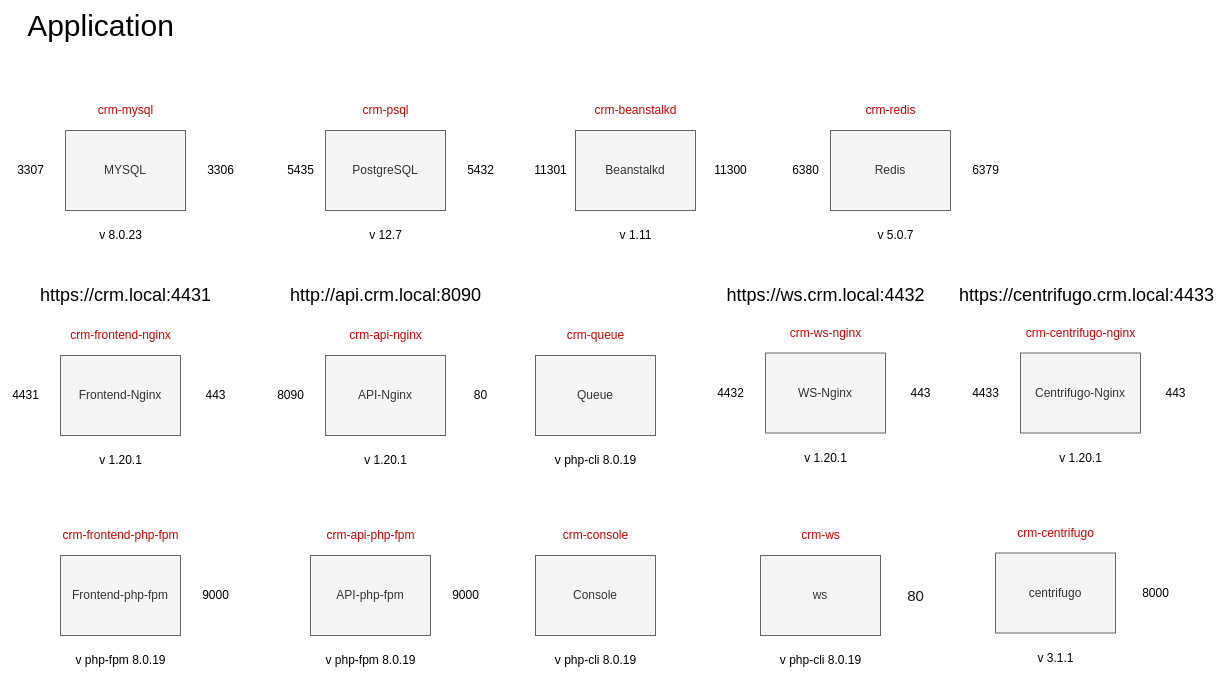 Application
crm-mysql
crm-psql
crm-beanstalkd
crm-redis
3307
MYSQL
3306
5435
PostgreSQL
5432
11301
Beanstalkd
11300
6380
Redis
6379
v 8.0.23
v 12.7
v 1.11
v 5.0.7
https://crm.local:4431
http://api.crm.local:8090
https://ws.crm.local:4432
https://centrifugo.crm.local:4433
crm-frontend-nginx
crm-api-nginx
crm-queue
crm-ws-nginx
crm-centrifugo-nginx
4431
Frontend-Nginx
443
8090
API-Nginx
80
Queue
4432
WS-Nginx
443
4433
Centrifugo-Nginx
443
v 1.20.1
v 1.20.1
v php-cli 8.0.19
v 1.20.1
v 1.20.1
crm-frontend-php-fpm
crm-api-php-fpm
crm-console
crm-ws
crm-centrifugo
Frontend-php-fpm
9000
API-php-fpm
9000
Console
ws
80
centrifugo
8000
v php-fpm 8.0.19
v php-fpm 8.0.19
v php-cli 8.0.19
v php-cli 8.0.19
v 3.1.1